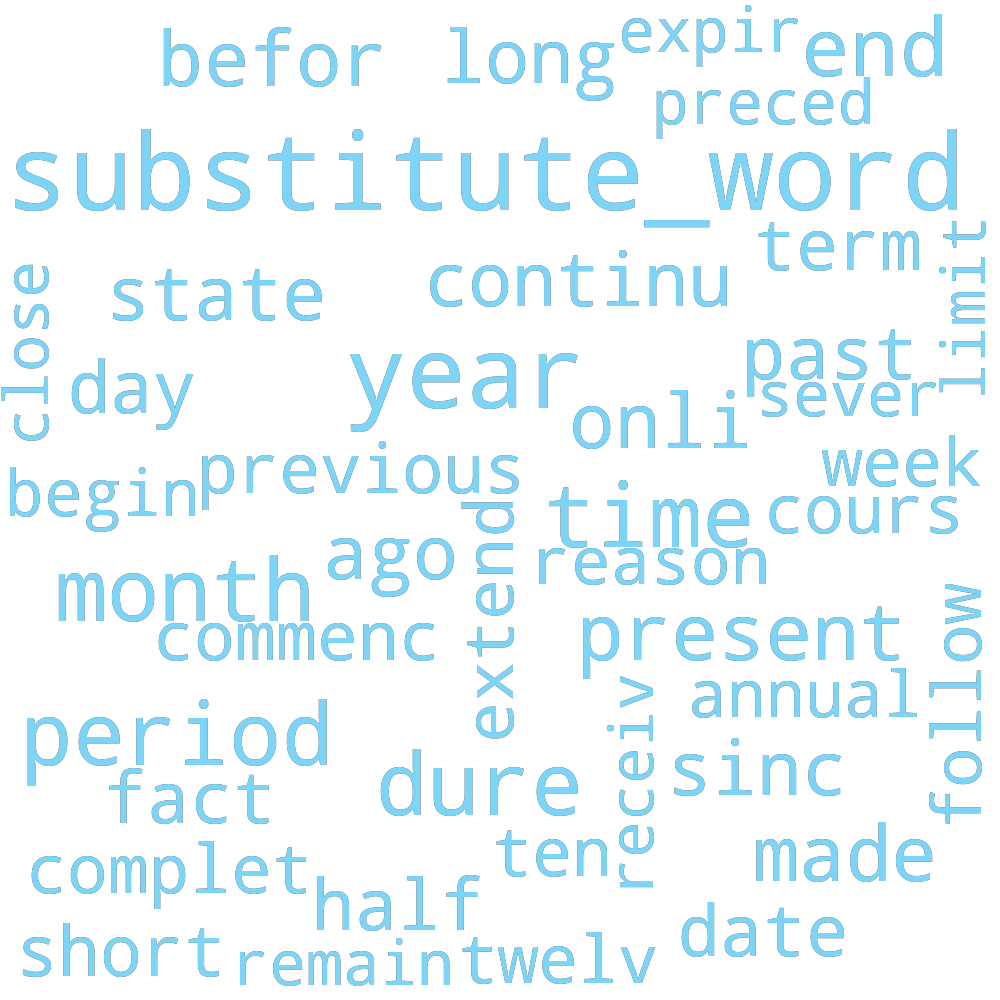 befor long expir end
preced
substitute_word
term
limit
close
state continu
past
year
day
sever
onli
previous
week
begin
extends
time cours
ago
reason
month
commenc
present
follow
annual
receiv
period
sinc
fact
dure
ten
made
complet
half
date
short
remain twelv